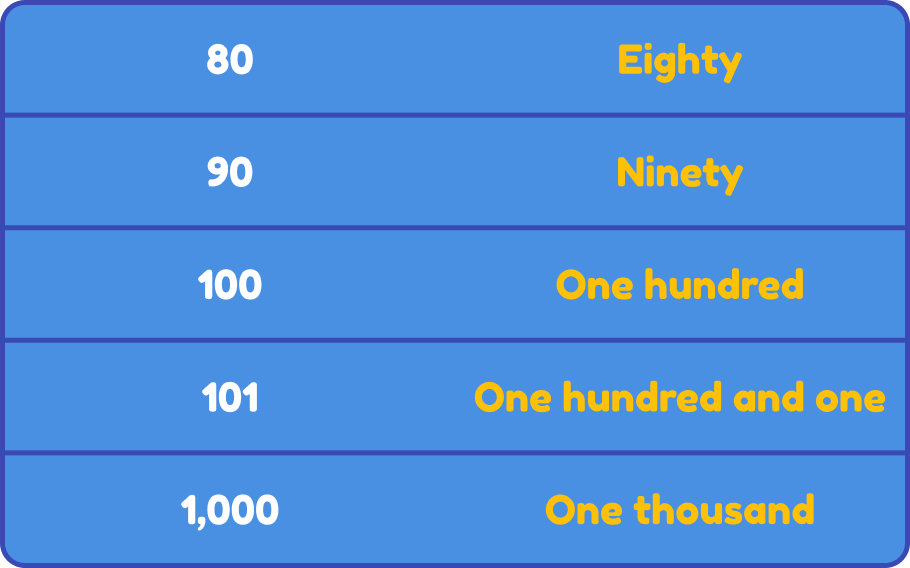 80 Eighty
90 Ninety
100 One hundred
101 One hundred and one
1,000 One thousand